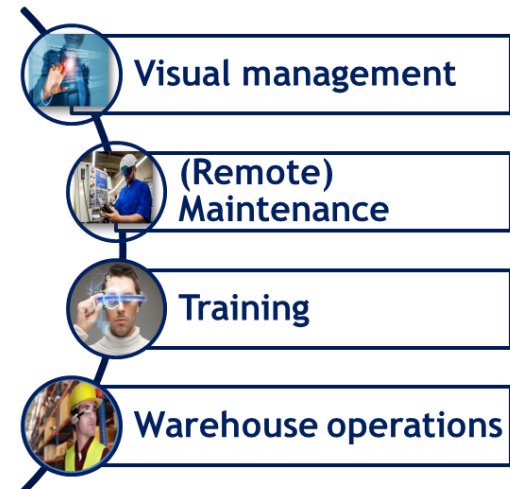 Visual management
(Remote)
Maintenance
Training
Warehouse operations